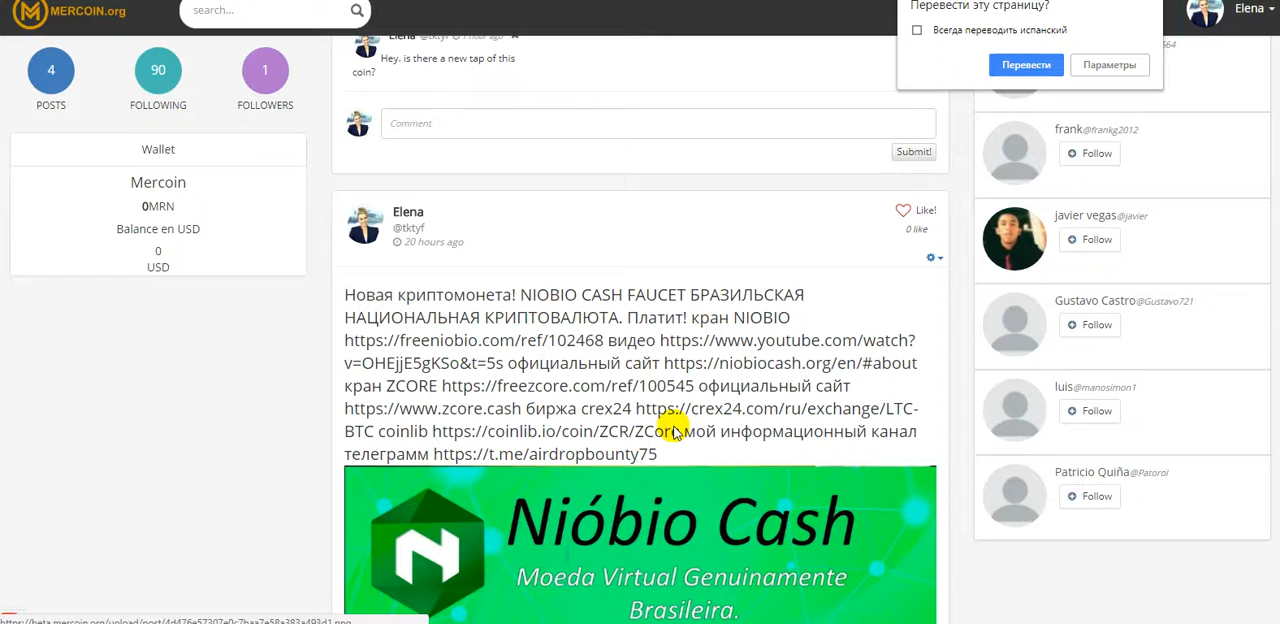 MERCOIN.org
search...
Перевести эту страницу?
Всегда переводить испанский
Перевести
Параметры
Elena
4
90
1
POSTS
FOLLOWING
FOLLOWERS
Wallet
Mercoin
0MRN
Balance en USD
0
USD
Elena @tktyf 1 hour ago
Hey. is there a new tap of this
coin?
Comment
Submit!
Elena
@tktyf
20 hours ago
Like!
0 like
Новая криптомонета! NIOBIO CASH FAUCET БРАЗИЛЬСКАЯ
НАЦИОНАЛЬНАЯ КРИПТОВАЛЮТА. Платит! кран NIOBIO
https://freeniobio.com/ref/102468 видео https://www.youtube.com/watch?
v=OHEjjE5gKSo&t=5s официальный сайт https://niobiocash.org/en/#about
кран ZCORE https://freezcore.com/ref/100545 официальный сайт
https://www.zcore.cash биржа crex24 https://crex24.com/ru/exchange/LTC-
BTC coinlib https://coinlib.io/coin/ZCR/ZCore мой информационный канал
телеграмм https://t.me/airdropbounty75
Nióbio Cash
Moeda Virtual Genuinamente
Brasileira.
frank@frankg2012
Follow
Javier vegas@javier
Follow
Gustavo Castro@Gustavo721
Follow
luis@manosimon1
Follow
Patricio Quiña@Patorol
Follow